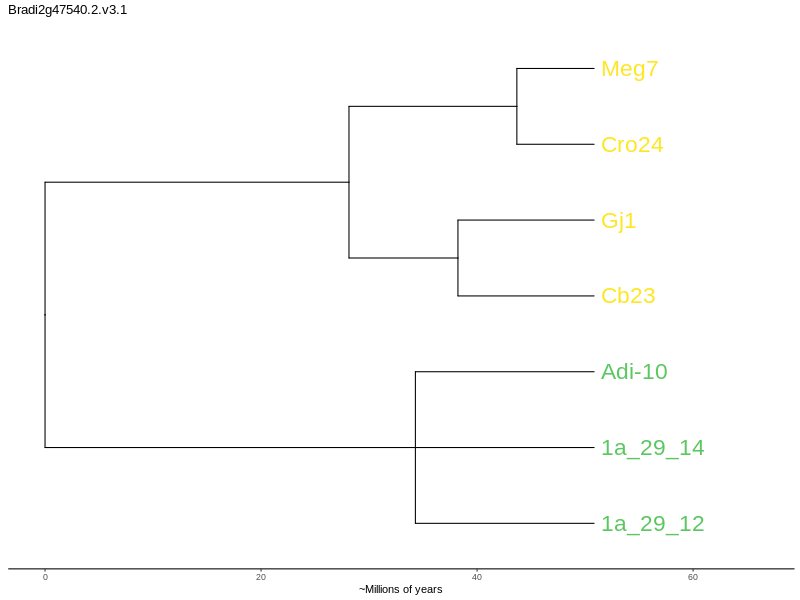 Bradi2g47540.2.v3.1
Meg7
Cro24
Gj1
Cb23
Adi-10
1a_29_14
1a_29_12
0 20 40 60
~Millions of years